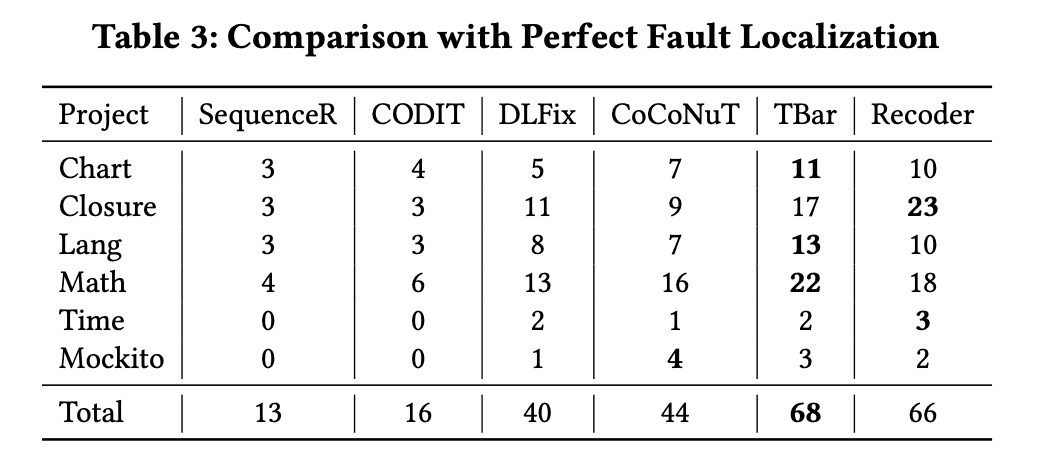 Table 3: Comparison with Perfect Fault Localization
Project SequenceR CODIT DLFix CoCoNuT TBar Recoder
Chart 3 4 5 7 11 10
Closure 3 3 11 9 17 23
Lang 3 3 8 7 13 10
Math 4 6 13 16 22 18
Time 0 0 2 1 2 3
Mockito 0 0 1 4 3 2
Total 13 16 40 44 68 66